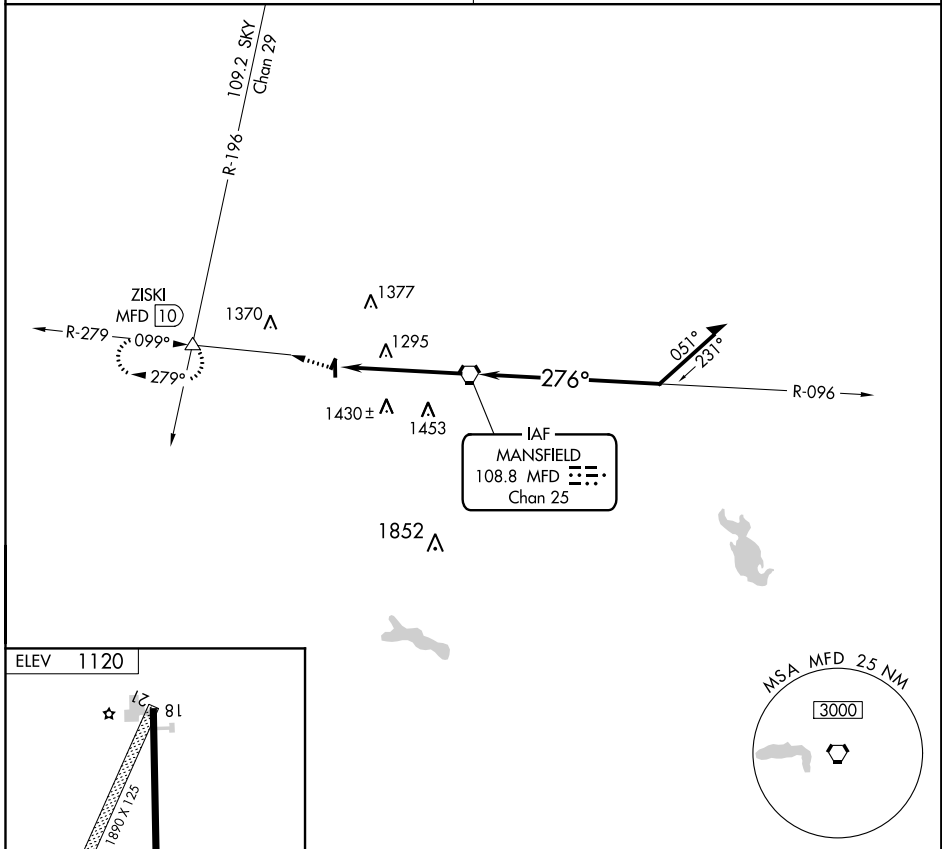 109.2 SKY
Chan 29
R-196
ZISKI
MFD 10
1370
1377
R-279
099°
279°
1295
051°
231°
276°
R-096
1430 ±
1453
IAF
MANSFIELD
108.8 MFD
Chan 25
1852
ELEV 1120
MSA MFD 25 NM
3000
21
18
1890 X 125